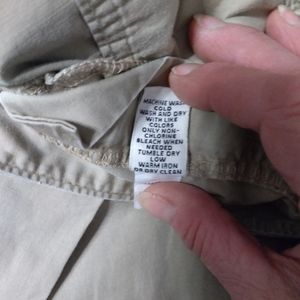 MACHINE WASH
COLD
WASH AND DRY
WITH LIKE
COLORS
ONLY NON-
CHLORINE
BLEACH WHEN
NEEDED
TUMBLE DRY
LOW
WARM IRON
OR DRY CLEAN